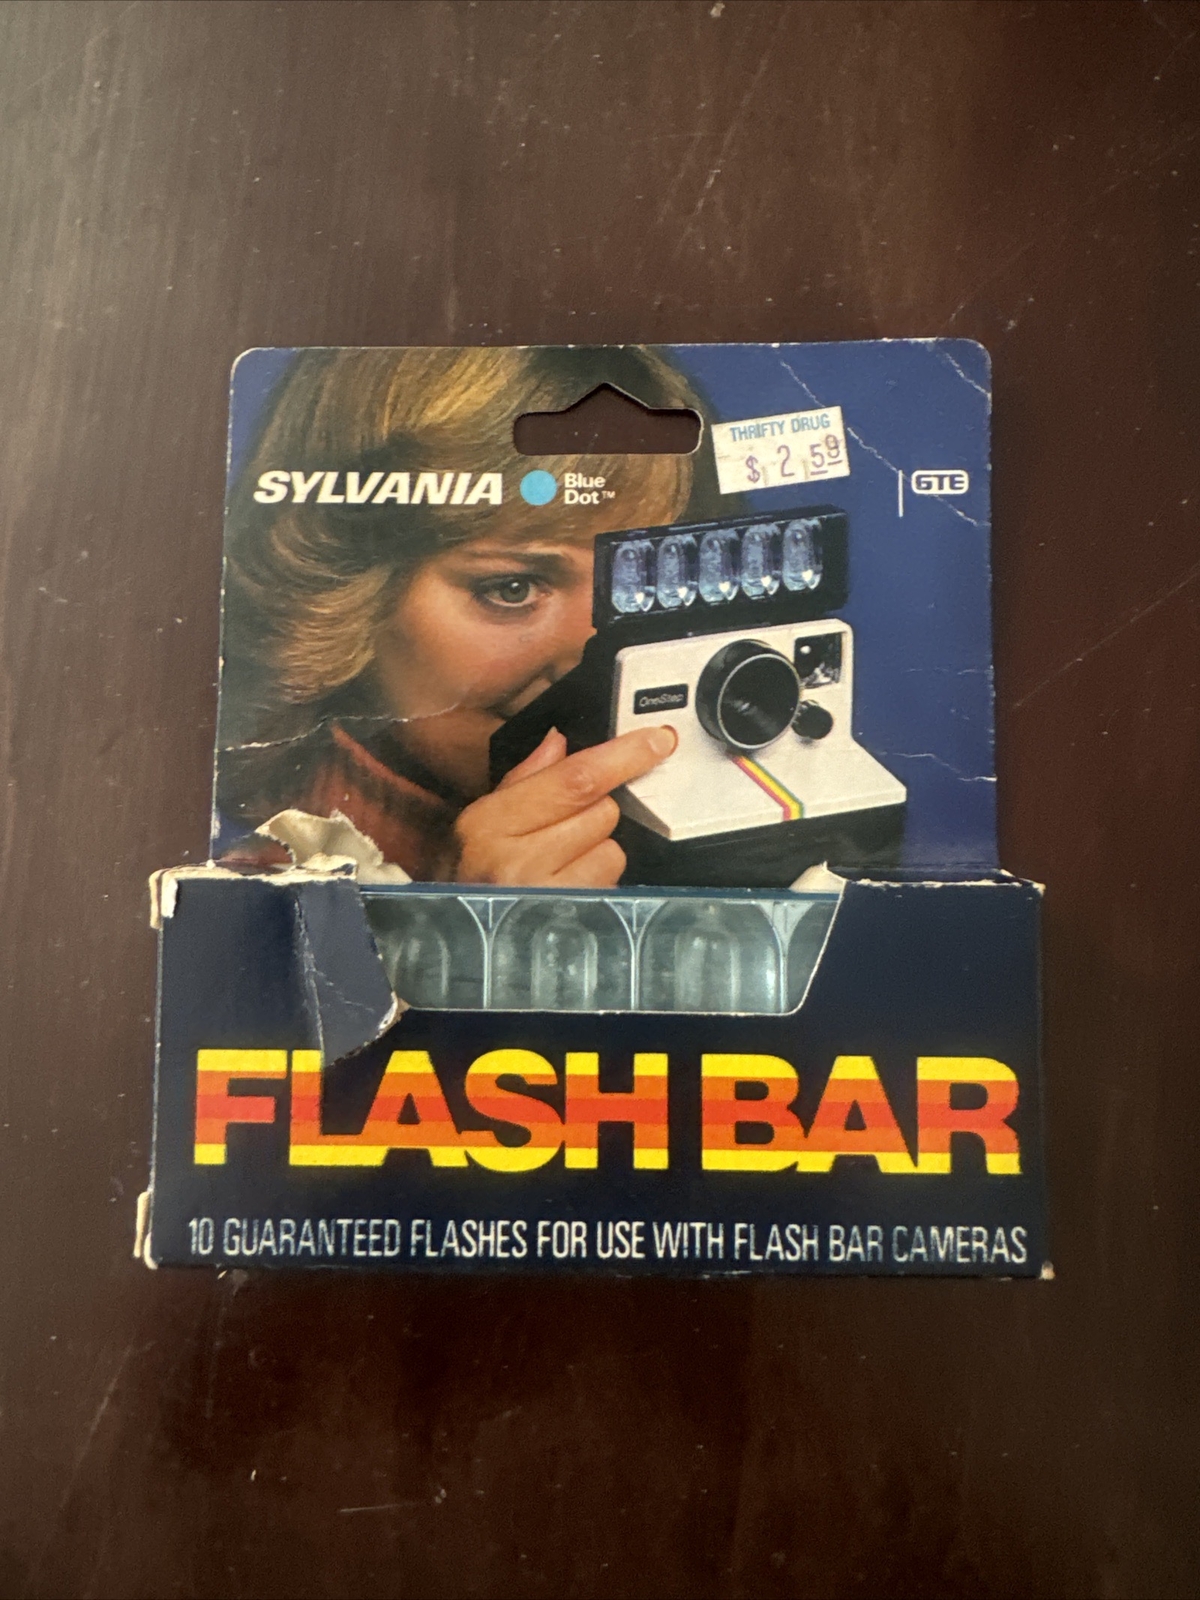 THRIFTY DRUG
$ 2 59
SYLVANIA Blue Dot™
GTE
OneStep
FLASH BAR
10 GUARANTEED FLASHES FOR USE WITH FLASH BAR CAMERAS